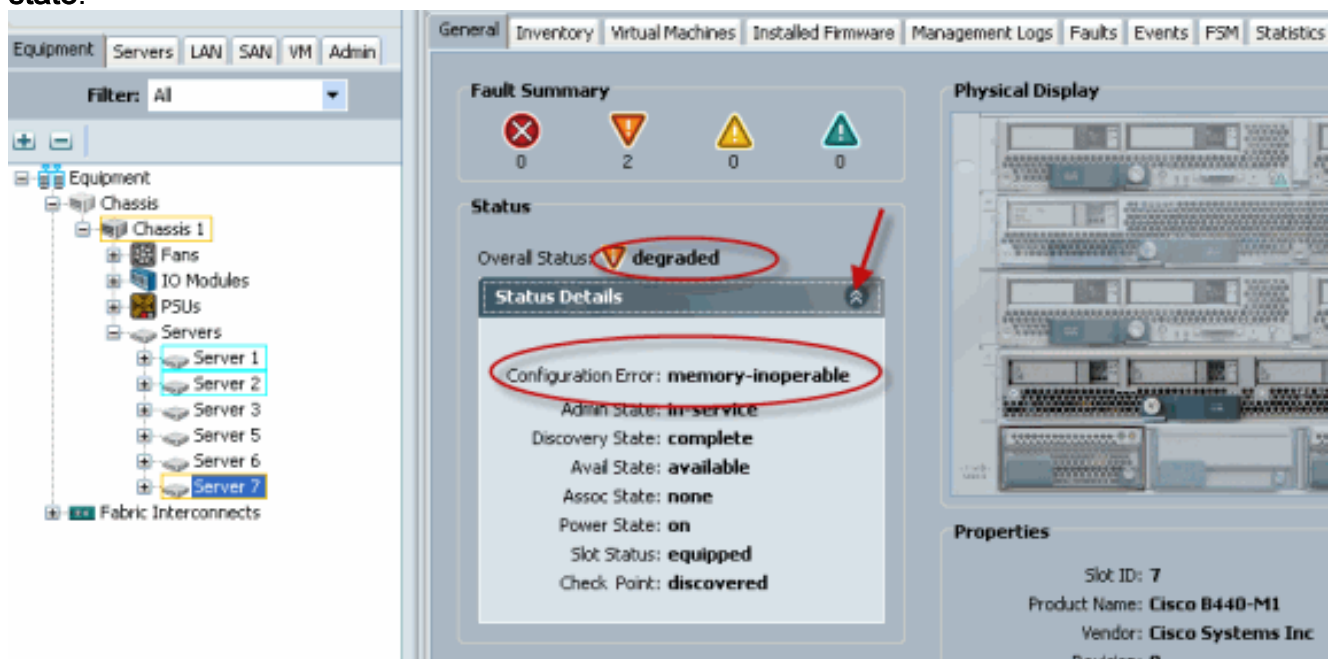 state.
Equipment Servers LAN SAN VM Admin
Filter: All
Equipment
Chassis
Chassis 1
Fans
IO Modules
PSUs
Servers
Server 1
Server 2
Server 3
Server 5
Server 6
Server 7
Fabric Interconnects
General Inventory Virtual Machines Installed Firmware Management Logs Faults Events FSM Statistics
Fault Summary
0 2 0 0
Status
Overall Status: degraded
Status Details
Configuration Error: memory-inoperable
Admin State: in-service
Discovery State: complete
Avail State: available
Assoc State: none
Power State: on
Slot Status: equipped
Check Point: discovered
Physical Display
Properties
Slot ID: 7
Product Name: Cisco B440-M1
Vendor: Cisco Systems Inc